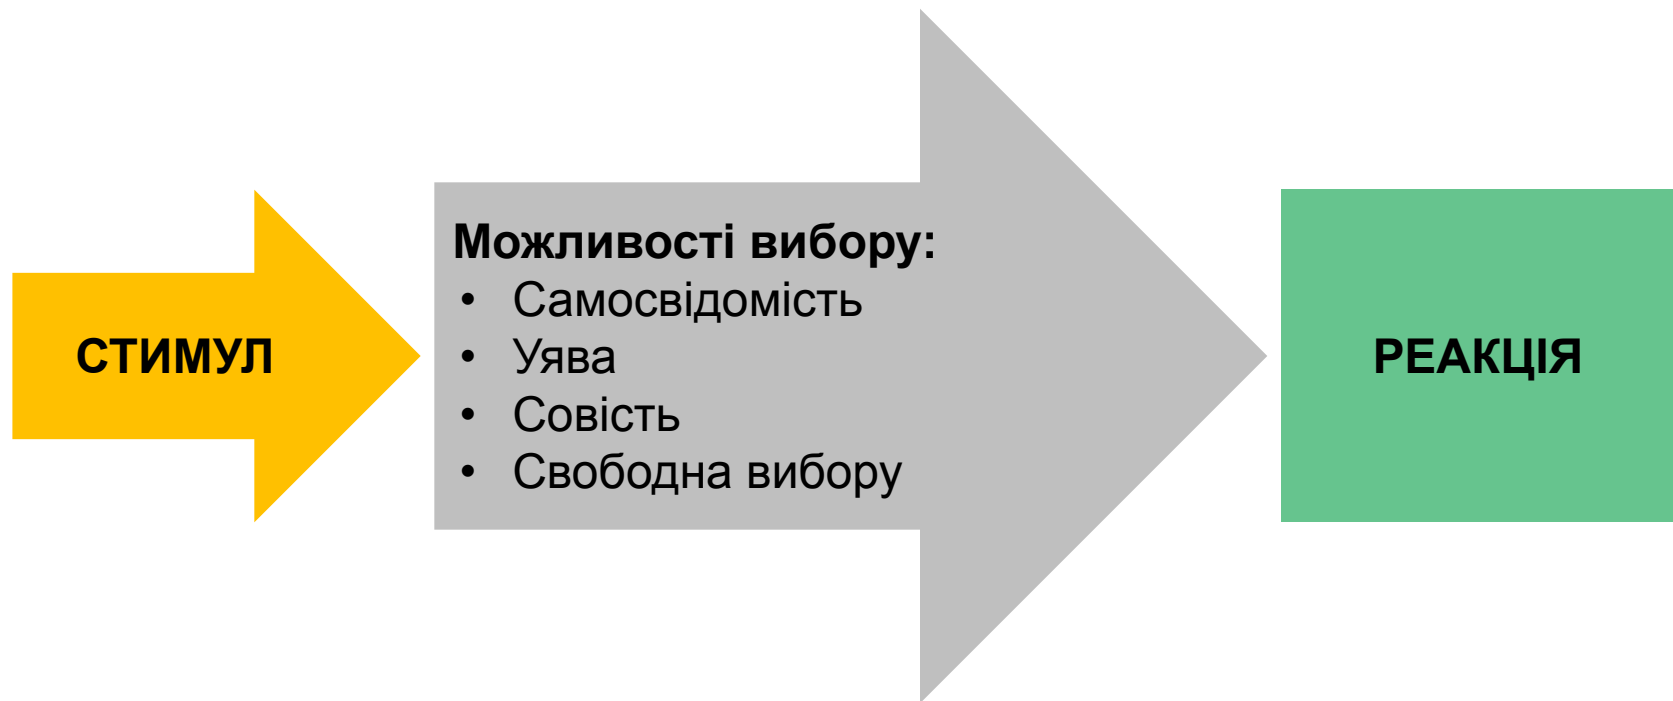 СТИМУЛ
Можливості вибору:
• Самосвідомість
• Уява
• Совість
• Свободна вибору
РЕАКЦІЯ